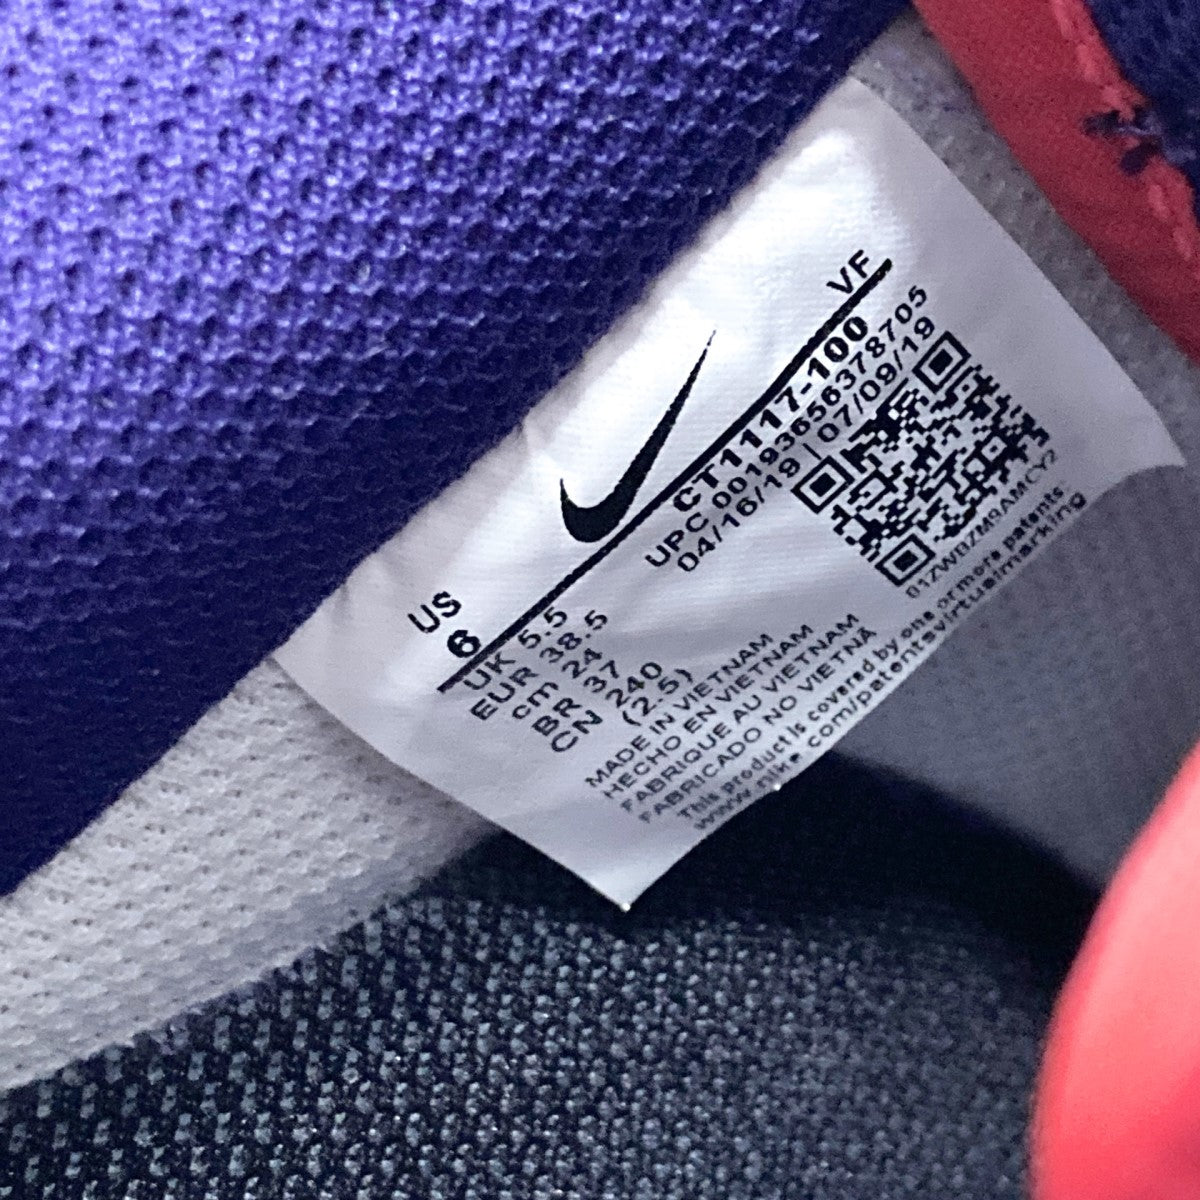 VF
CT1117-100
UPC 00193656378705
04/16/19 | 07/09/19
US
6
UK 5.5
EUR 38.5
cm 24
BR 37
CN 240
(2.5)
MADE IN VIETNAM
HECHO EN VIETNAM
FABRIQUE AU VIETNAM
FABRICADO NO VIETNÃ
This product is covered by one or more patents.
www.nike.com/patentsvirtualmarking